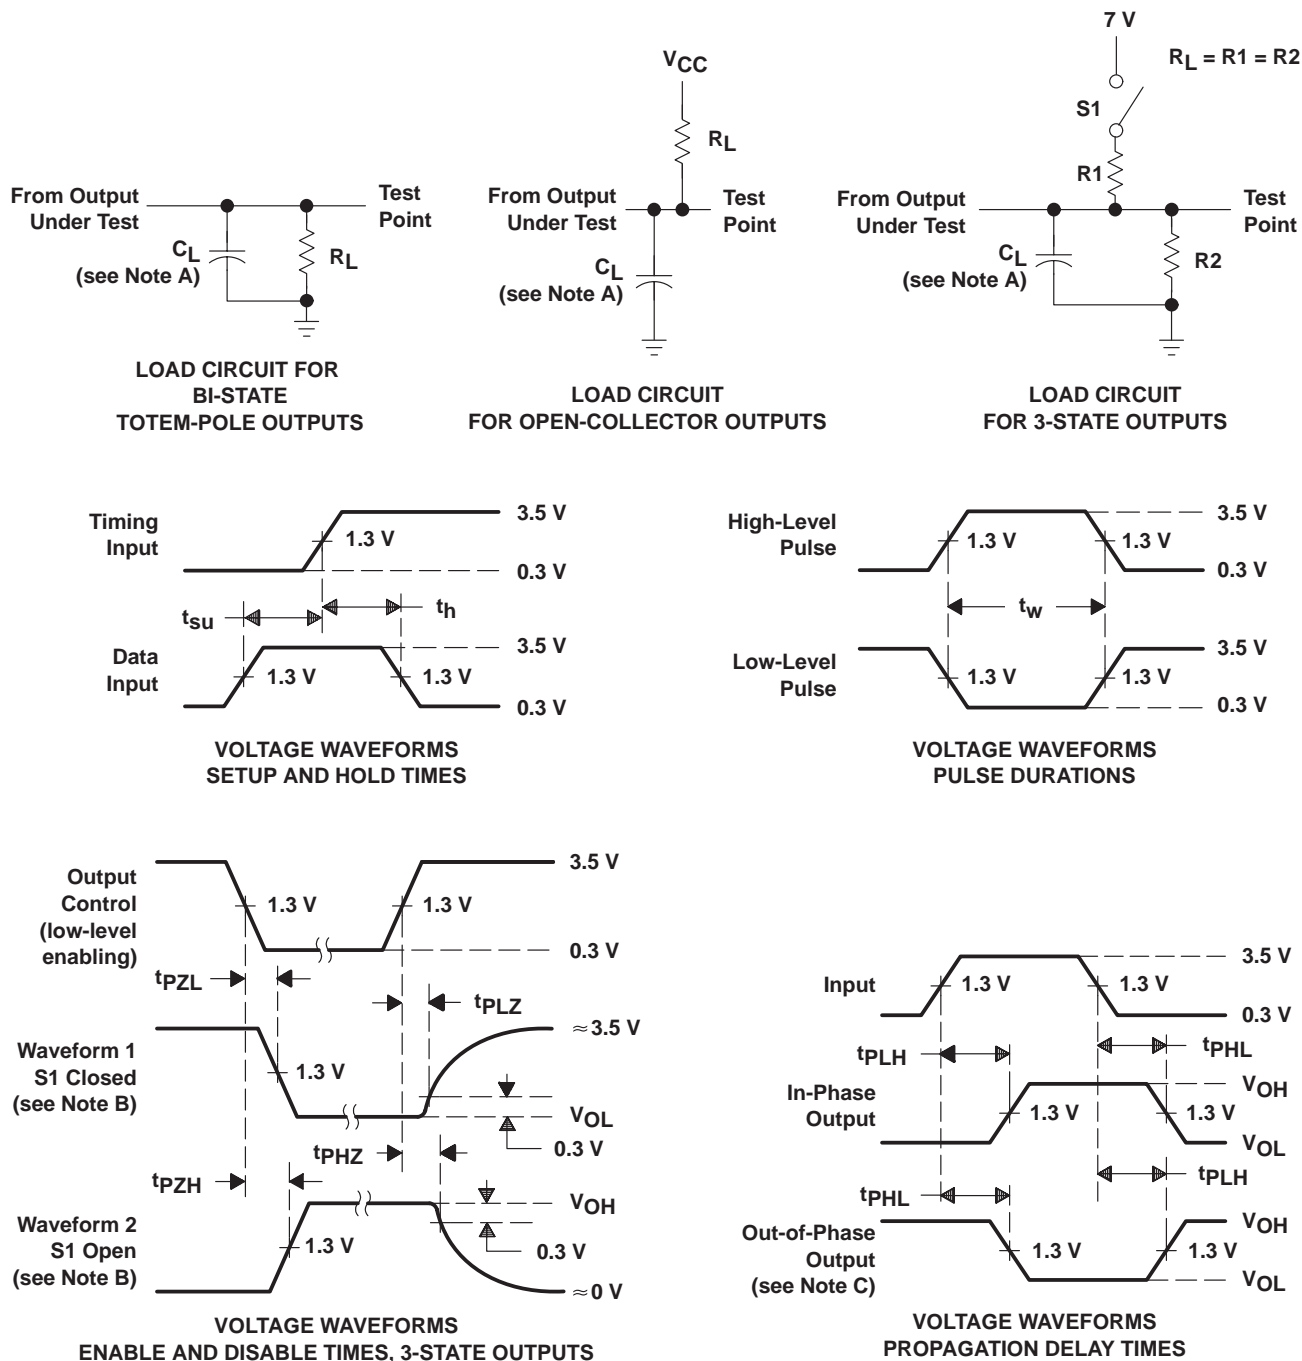 From Output
Under Test
Test
Point
CL
(see Note A)
RL
LOAD CIRCUIT FOR
BI-STATE
TOTEM-POLE OUTPUTS
VCC
RL
From Output
Under Test
Test
Point
CL
(see Note A)
LOAD CIRCUIT
FOR OPEN-COLLECTOR OUTPUTS
7 V
RL = R1 = R2
S1
R1
From Output
Under Test
Test
Point
CL
(see Note A)
R2
LOAD CIRCUIT
FOR 3-STATE OUTPUTS
Timing
Input
1.3 V
3.5 V
0.3 V
tsu
th
Data
Input
1.3 V
1.3 V
3.5 V
0.3 V
VOLTAGE WAVEFORMS
SETUP AND HOLD TIMES
High-Level
Pulse
1.3 V
1.3 V
3.5 V
0.3 V
tw
Low-Level
Pulse
1.3 V
1.3 V
3.5 V
0.3 V
VOLTAGE WAVEFORMS
PULSE DURATIONS
Output
Control
(low-level
enabling)
1.3 V
1.3 V
3.5 V
0.3 V
tPZL
tPLZ
Waveform 1
S1 Closed
(see Note B)
1.3 V
≈3.5 V
VOL
0.3 V
tPHZ
tPZH
Waveform 2
S1 Open
(see Note B)
1.3 V
VOH
0.3 V
≈0 V
VOLTAGE WAVEFORMS
ENABLE AND DISABLE TIMES, 3-STATE OUTPUTS
Input
1.3 V
1.3 V
3.5 V
0.3 V
tPLH
tPHL
In-Phase
Output
1.3 V
1.3 V
VOH
VOL
tPHL
tPLH
Out-of-Phase
Output
(see Note C)
1.3 V
1.3 V
VOH
VOL
VOLTAGE WAVEFORMS
PROPAGATION DELAY TIMES